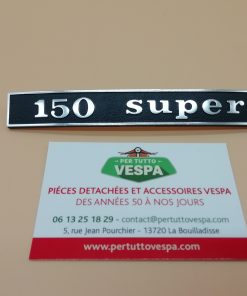 150 super
PER TUTTO
VESPA
PIÈCES DETACHÉES ET ACCESSOIRES VESPA
DES ANNÉES 50 À NOS JOURS
06 13 25 18 29 - contact@pertuttovespa.com
5, rue Jean Pourchier - 13720 La Bouilladisse
www.pertuttovespa.com